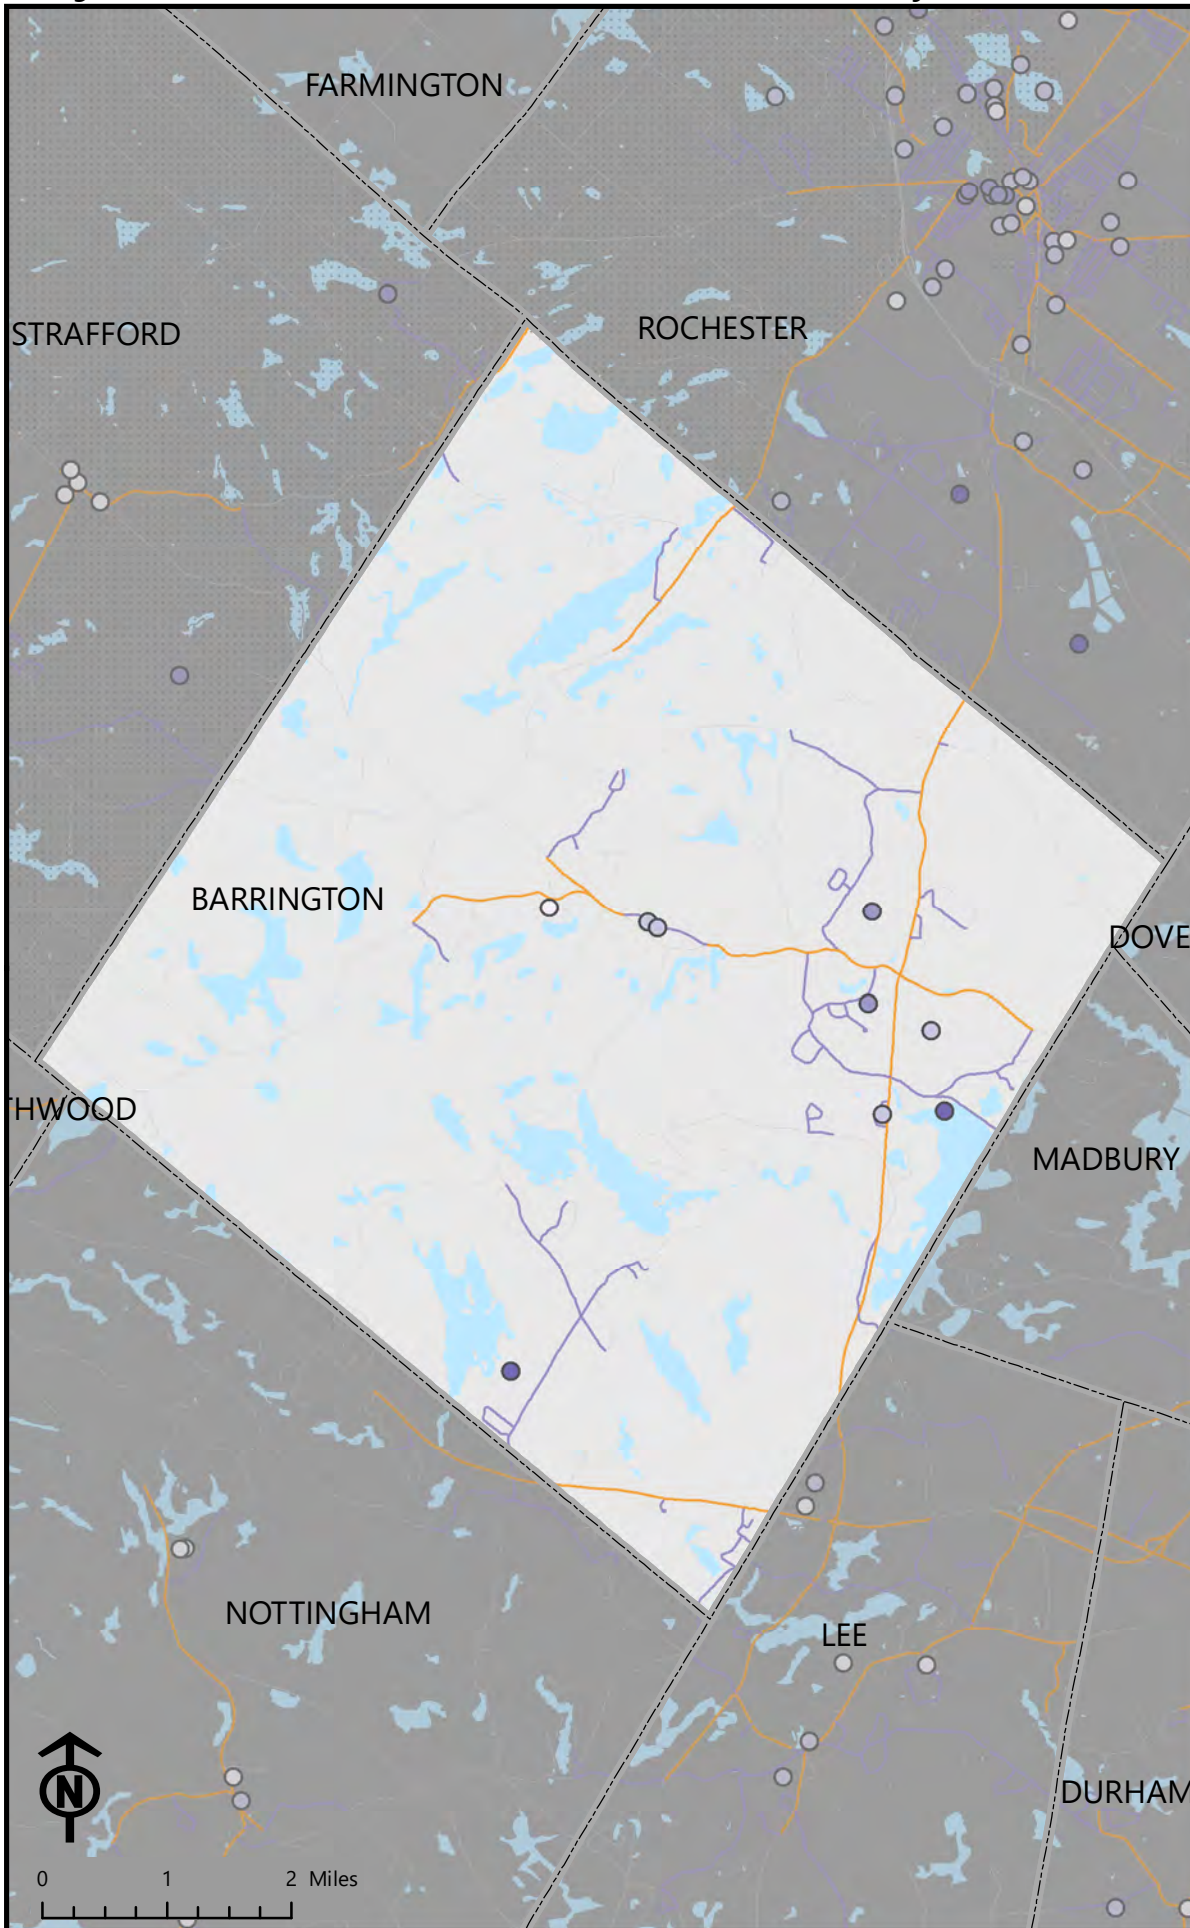 FARMINGTON
STRAFFORD
ROCHESTER
BARRINGTON
DOVE
THWOOD
MADBURY
NOTTINGHAM
LEE
N
DURHAM
0 1 2 Miles